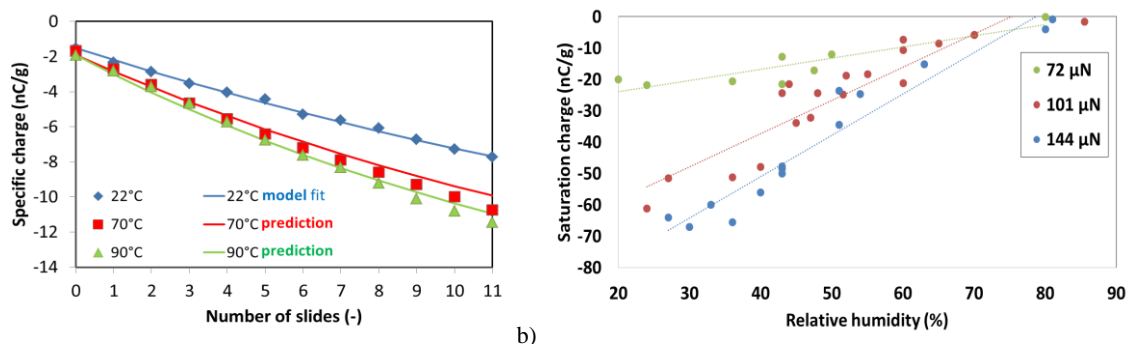 -0
-2
-4
-6
-8
-10
-12
-14
Specific charge (nC/g)
22°C 22°C model fit
70°C 70°C prediction
90°C 90°C prediction
0 1 2 3 4 5 6 7 8 9 10 11
Number of slides (-)
b)
0
-10
-20
-30
-40
-50
-60
-70
-80
Saturation charge (nC/g)
72 µN
101 µN
144 µN
20 30 40 50 60 70 80 90
Relative humidity (%)